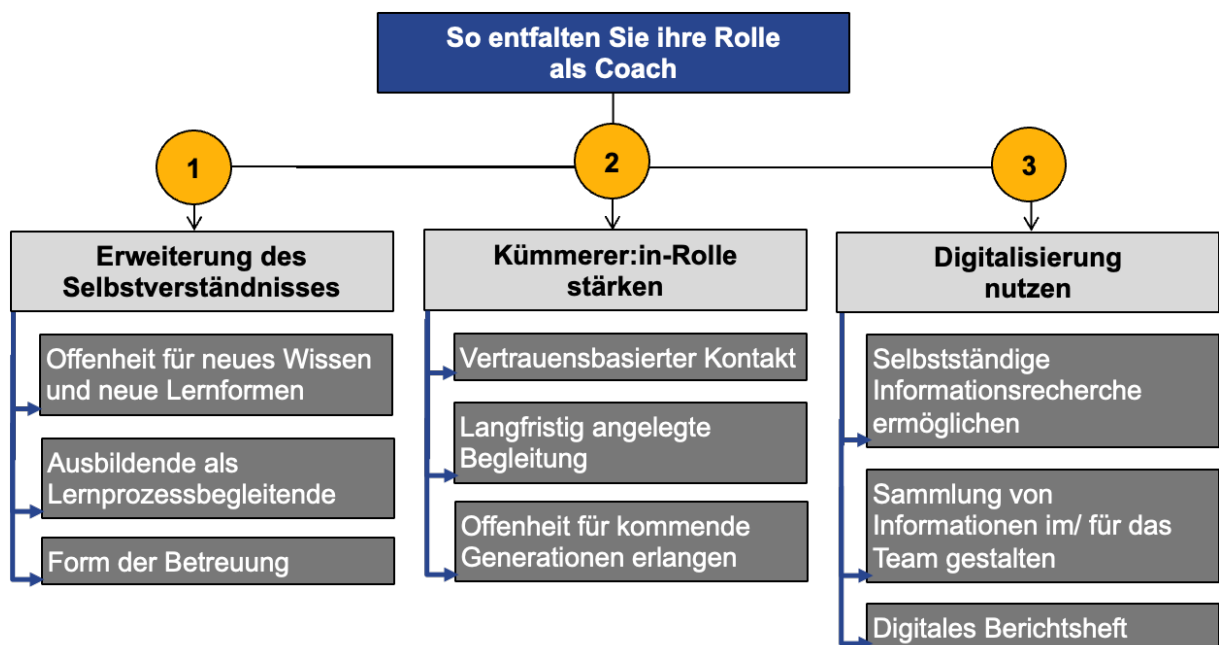 So entfalten Sie ihre Rolle
als Coach
1
2
3
Erweiterung des
Selbstverständnisses
Offenheit für neues Wissen
und neue Lernformen
Ausbildende als
Lernprozessbegleitende
Form der Betreuung
Kümmerer:in-Rolle
stärken
Vertrauensbasierter Kontakt
Langfristig angelegte
Begleitung
Offenheit für kommende
Generationen erlangen
Digitalisierung
nutzen
Selbstständige
Informationsrecherche
ermöglichen
Sammlung von
Informationen im/ für das
Team gestalten
Digitales Berichtsheft